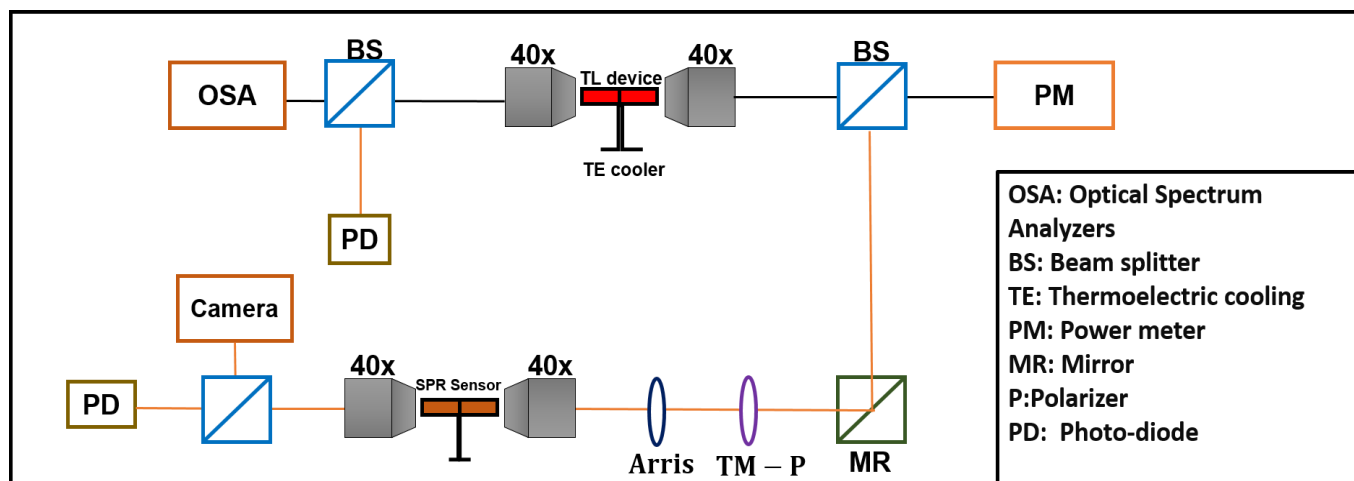 BS
40x
40x
BS
OSA
TL device
PM
TE cooler
PD
Camera
40x
40x
SPR Sensor
PD
Arris
TM – P
MR
OSA: Optical Spectrum
Analyzers
BS: Beam splitter
TE: Thermoelectric cooling
PM: Power meter
MR: Mirror
P:Polarizer
PD: Photo-diode